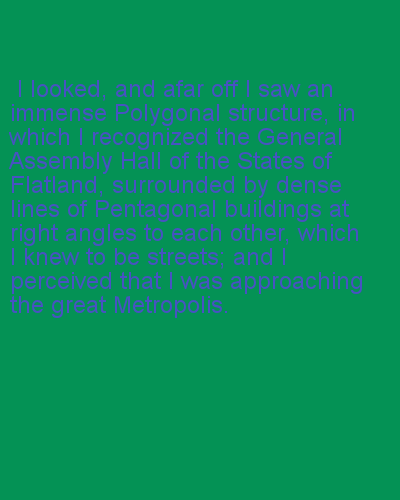 I looked, and afar off I saw an
immense Polygonal structure, in
which I recognized the General
Assembly Hall of the States of
Flatland, surrounded by dense
lines of Pentagonal buildings at
right angles to each other, which
I knew to be streets; and I
perceived that I was approaching
the great Metropolis.